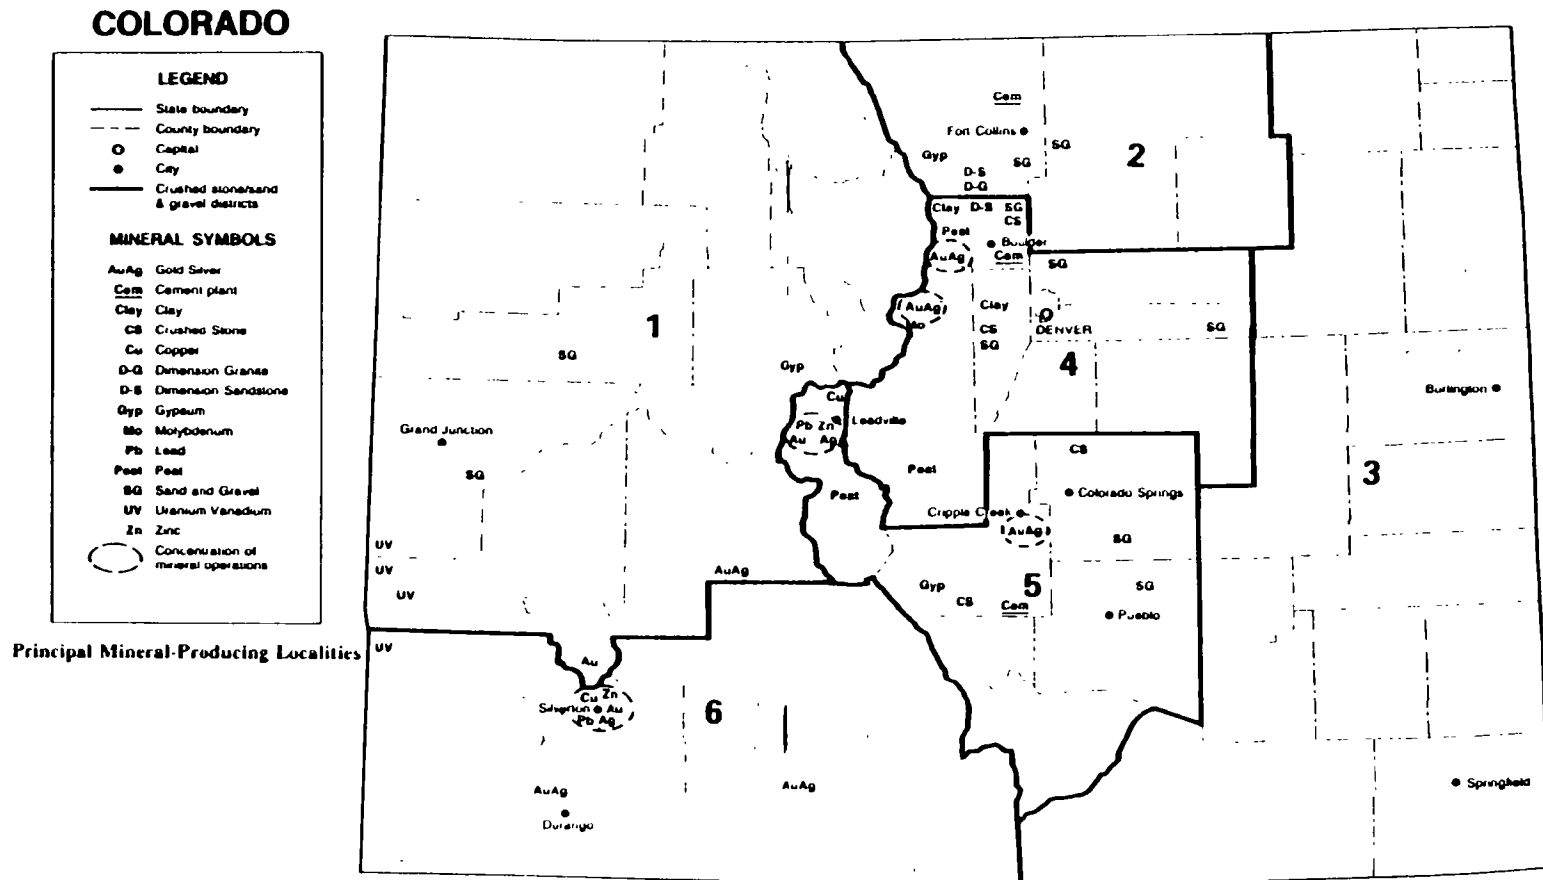 COLORADO
LEGEND
State boundary
County boundary
Capital
City
Crushed stone/sand
& gravel districts
MINERAL SYMBOLS
AuAg Gold Silver
Cem Cement plant
Clay Clay
CS Crushed Stone
Cu Copper
D-G Dimension Granite
D-S Dimension Sandstone
Gyp Gypsum
Mo Molybdenum
Pb Lead
Peat Peat
SG Sand and Gravel
UV Uranium Vanadium
Zn Zinc
Concentration of
mineral operations
Principal Mineral-Producing Localities
Cem
Fort Collins
SG
2
Gyp
SG
D-S
D-G
Clay D-S SG
CS
Peat
Boulder
AuAg
Cem
SG
AuAg
Clay
Mo
DENVER
SG
CS
SG
1
SG
Gyp
4
Cu
Burlington
Pb Zn
Leadville
Au Ag
Grand Junction
CS
SG
Peat
3
Peat
Colorado Springs
Cripple Creek
AuAg
SG
UV
UV
AuAg
UV
Gyp
5
SG
CS
Cem
Pueblo
UV
Au
Cu Zn
Silverton Au
Pb Ag
6
AuAg
AuAg
Springfield
Durango